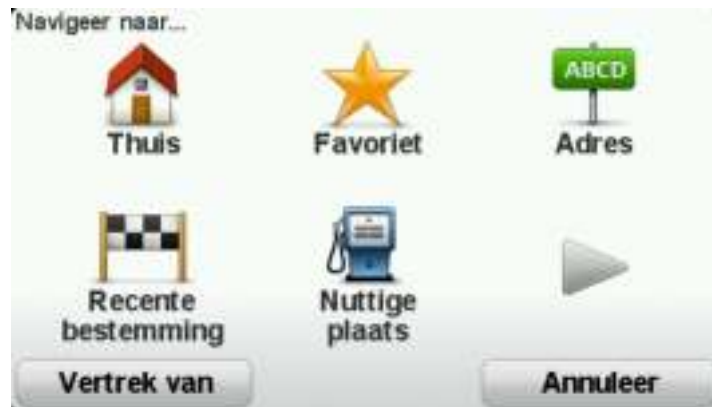 Navigeer naar...
ABCD
Thuis
Favoriet
Adres
Recente
bestemming
Nuttige
plaats
Vertrek van
Annuleer